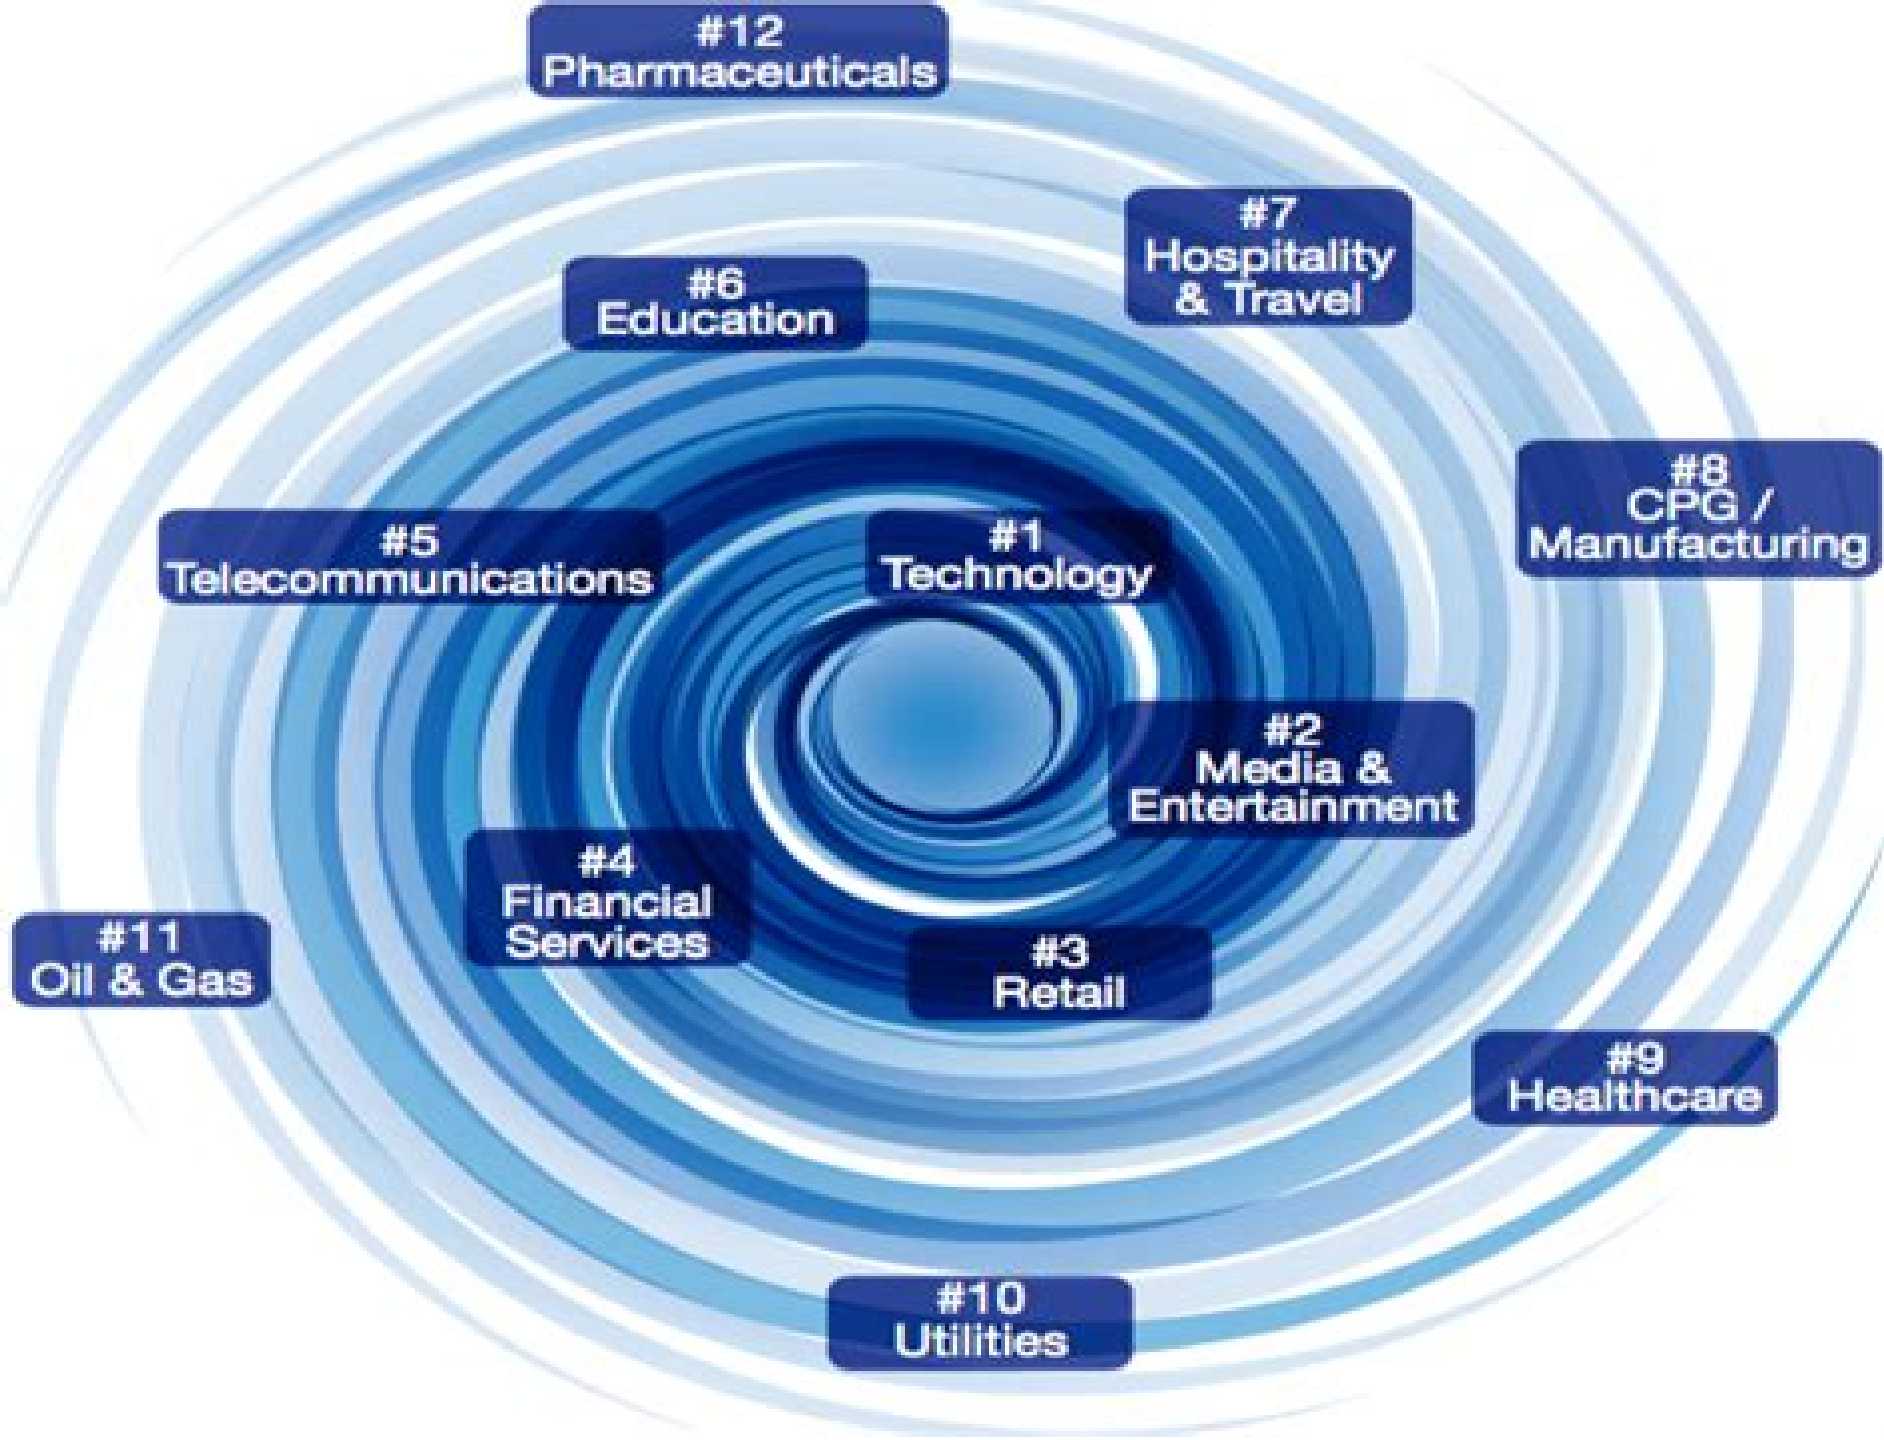 #12
Pharmaceuticals
#7
Hospitality
& Travel
#6
Education
#8
CPG /
Manufacturing
#5
Telecommunications
#1
Technology
#2
Media &
Entertainment
#4
Financial
Services
#11
Oil & Gas
#3
Retail
#9
Healthcare
#10
Utilities